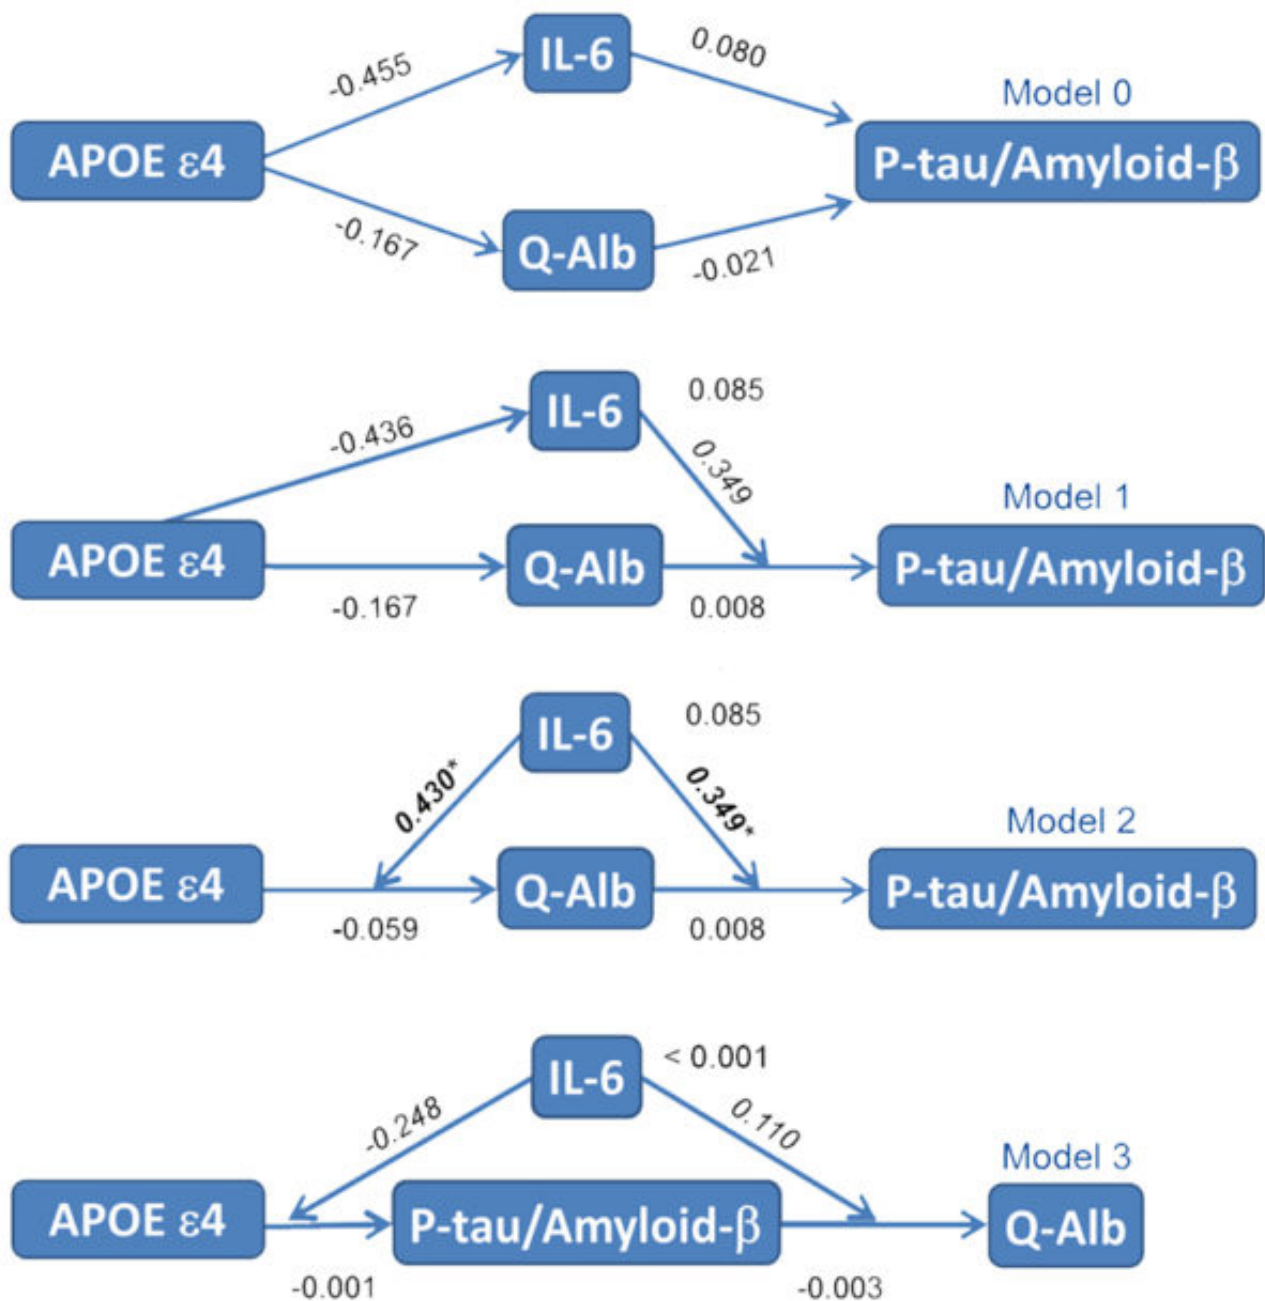 IL-6
-0.455
0.080
Model 0
APOE ε4
P-tau/Amyloid-β
-0.167
Q-Alb
-0.021
IL-6
0.085
-0.436
0.349
Model 1
APOE ε4
Q-Alb
P-tau/Amyloid-β
-0.167
0.008
IL-6
0.085
0.430*
0.349*
Model 2
APOE ε4
Q-Alb
P-tau/Amyloid-β
-0.059
0.008
IL-6
< 0.001
-0.248
0.110
Model 3
APOE ε4
P-tau/Amyloid-β
Q-Alb
-0.001
-0.003